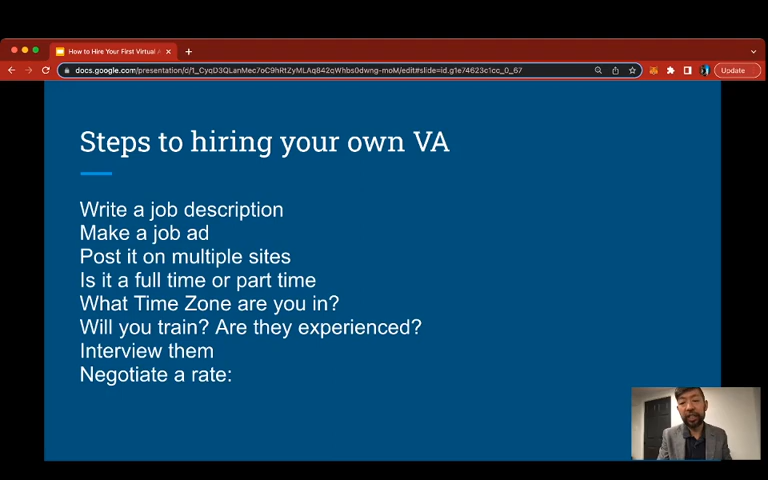 How to Hire Your First Virtual A
docs.google.com/presentation/d/1_CyqD3QLanMec7oC9hRtZyMLAq842qWhbs0dwng-moM/edit#slide=id.g1e74623c1cc_0_67
Update
Steps to hiring your own VA
Write a job description
Make a job ad
Post it on multiple sites
Is it a full time or part time
What Time Zone are you in?
Will you train? Are they experienced?
Interview them
Negotiate a rate: